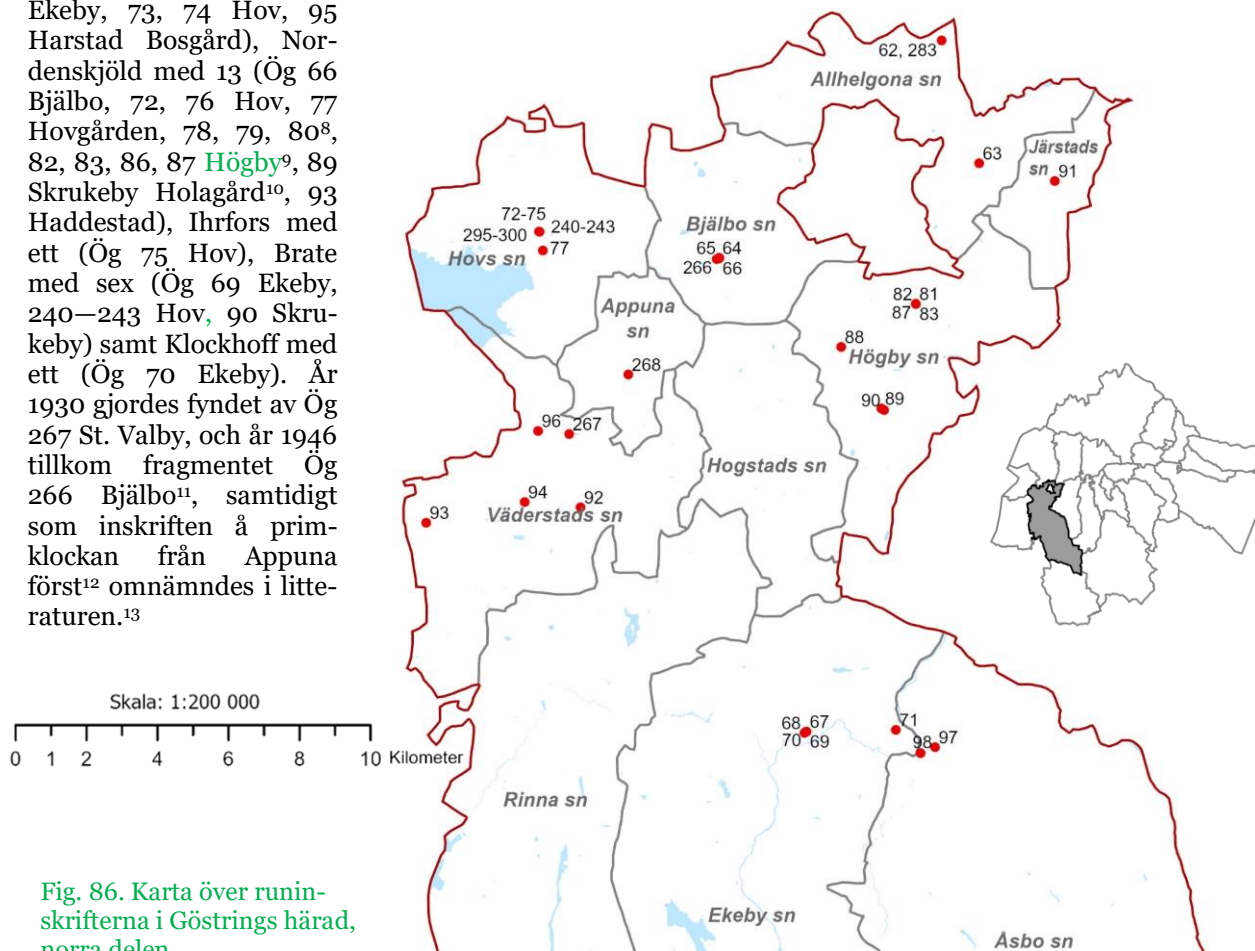 Ekeby, 73, 74 Hov, 95
Harstad Bosgård), Nor-
denskjöld med 13 (Ög 66
Bjälbo, 72, 76 Hov, 77
Hovgården, 78, 79, 80⁸,
82, 83, 86, 87 Högby⁹, 89
Skrukeby Holagård¹⁰, 93
Haddestad), Ihrfors med
ett (Ög 75 Hov), Brate
med sex (Ög 69 Ekeby,
240—243 Hov, 90 Skru-
keby) samt Klockhoff med
ett (Ög 70 Ekeby). År
1930 gjordes fyndet av Ög
267 St. Valby, och år 1946
tillkom fragmentet Ög
266 Bjälbo¹¹, samtidigt
som inskriften å prim-
klockan från Appuna
först¹² omnämndes i litte-
raturen.¹³
Skala: 1:200 000
0 1 2 4 6 8 10 Kilometer
Fig. 86. Karta över runin-
skrifterna i Göstrings härad,
norra delen
62, 283
Allhelgona sn
63
Järstads
sn
91
72-75
240-243
295-300
77
Hovs sn
Bjälbo sn
65 64
266 66
Appuna
sn
268
82 81
87 83
88
Högby sn
90 89
96
267
Hogstads sn
94
92
93
Väderstads sn
68 67
70 69
71
98 97
Rinna sn
Ekeby sn
Åsbo sn